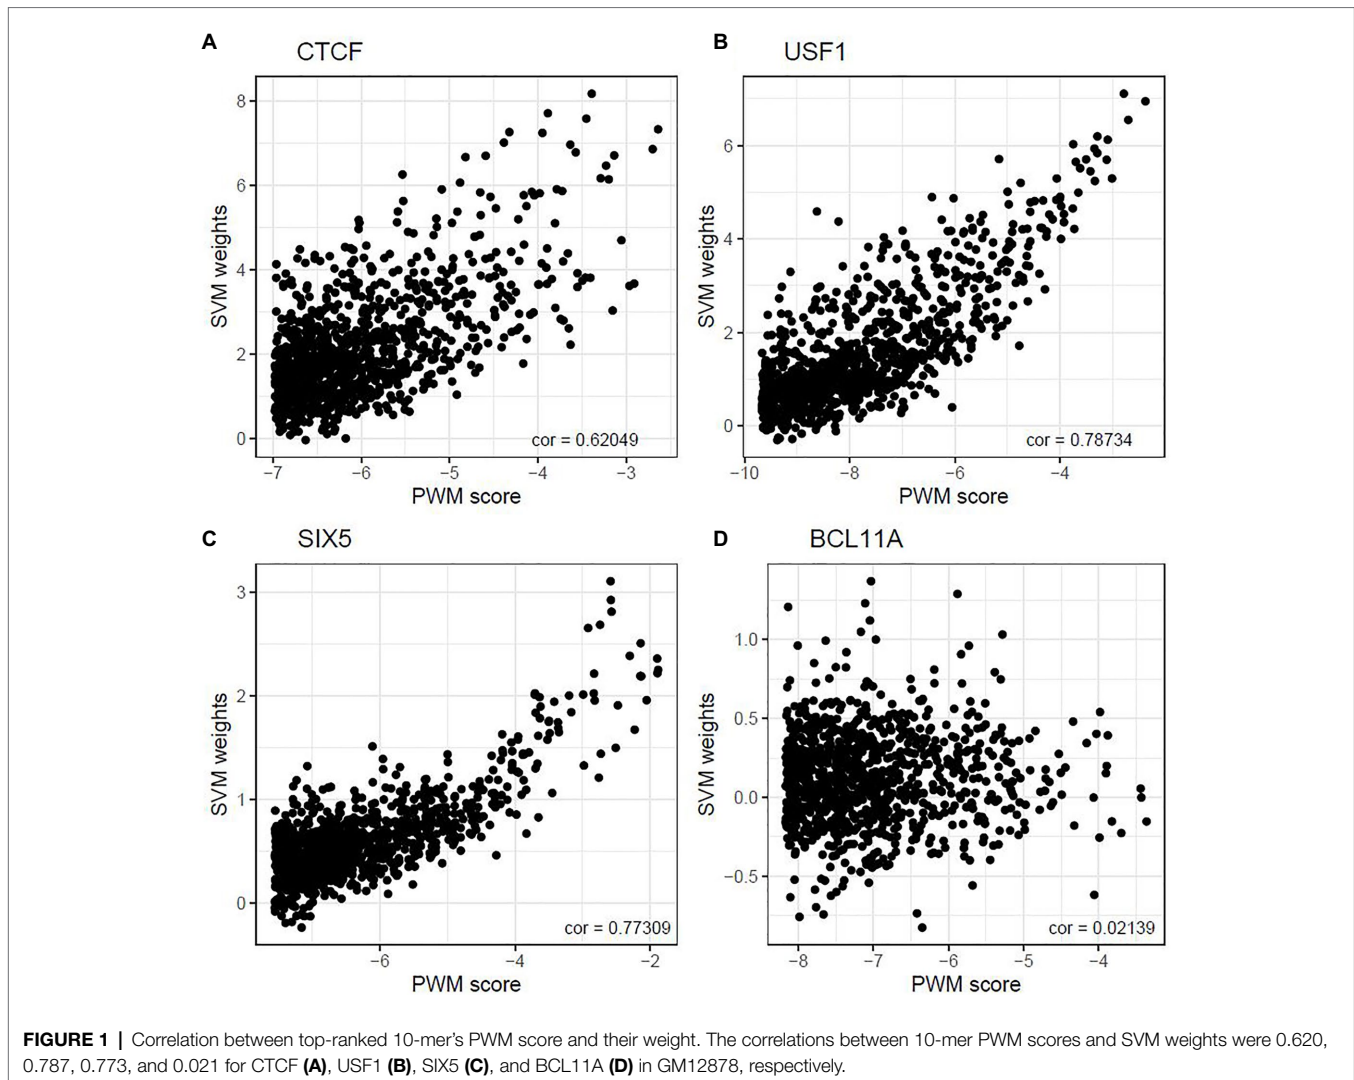 A
CTCF
8
6
4
2
0
SVM weights
cor = 0.62049
−7
−6
−5
−4
−3
PWM score
B
USF1
6
4
2
0
SVM weights
cor = 0.78734
−10
−8
−6
−4
PWM score
C
SIX5
3
2
1
0
SVM weights
cor = 0.77309
−6
−4
−2
PWM score
D
BCL11A
1.0
0.5
0.0
−0.5
SVM weights
cor = 0.02139
−8
−7
−6
−5
−4
PWM score
FIGURE 1 | Correlation between top-ranked 10-mer's PWM score and their weight. The correlations between 10-mer PWM scores and SVM weights were 0.620,
0.787, 0.773, and 0.021 for CTCF (A), USF1 (B), SIX5 (C), and BCL11A (D) in GM12878, respectively.